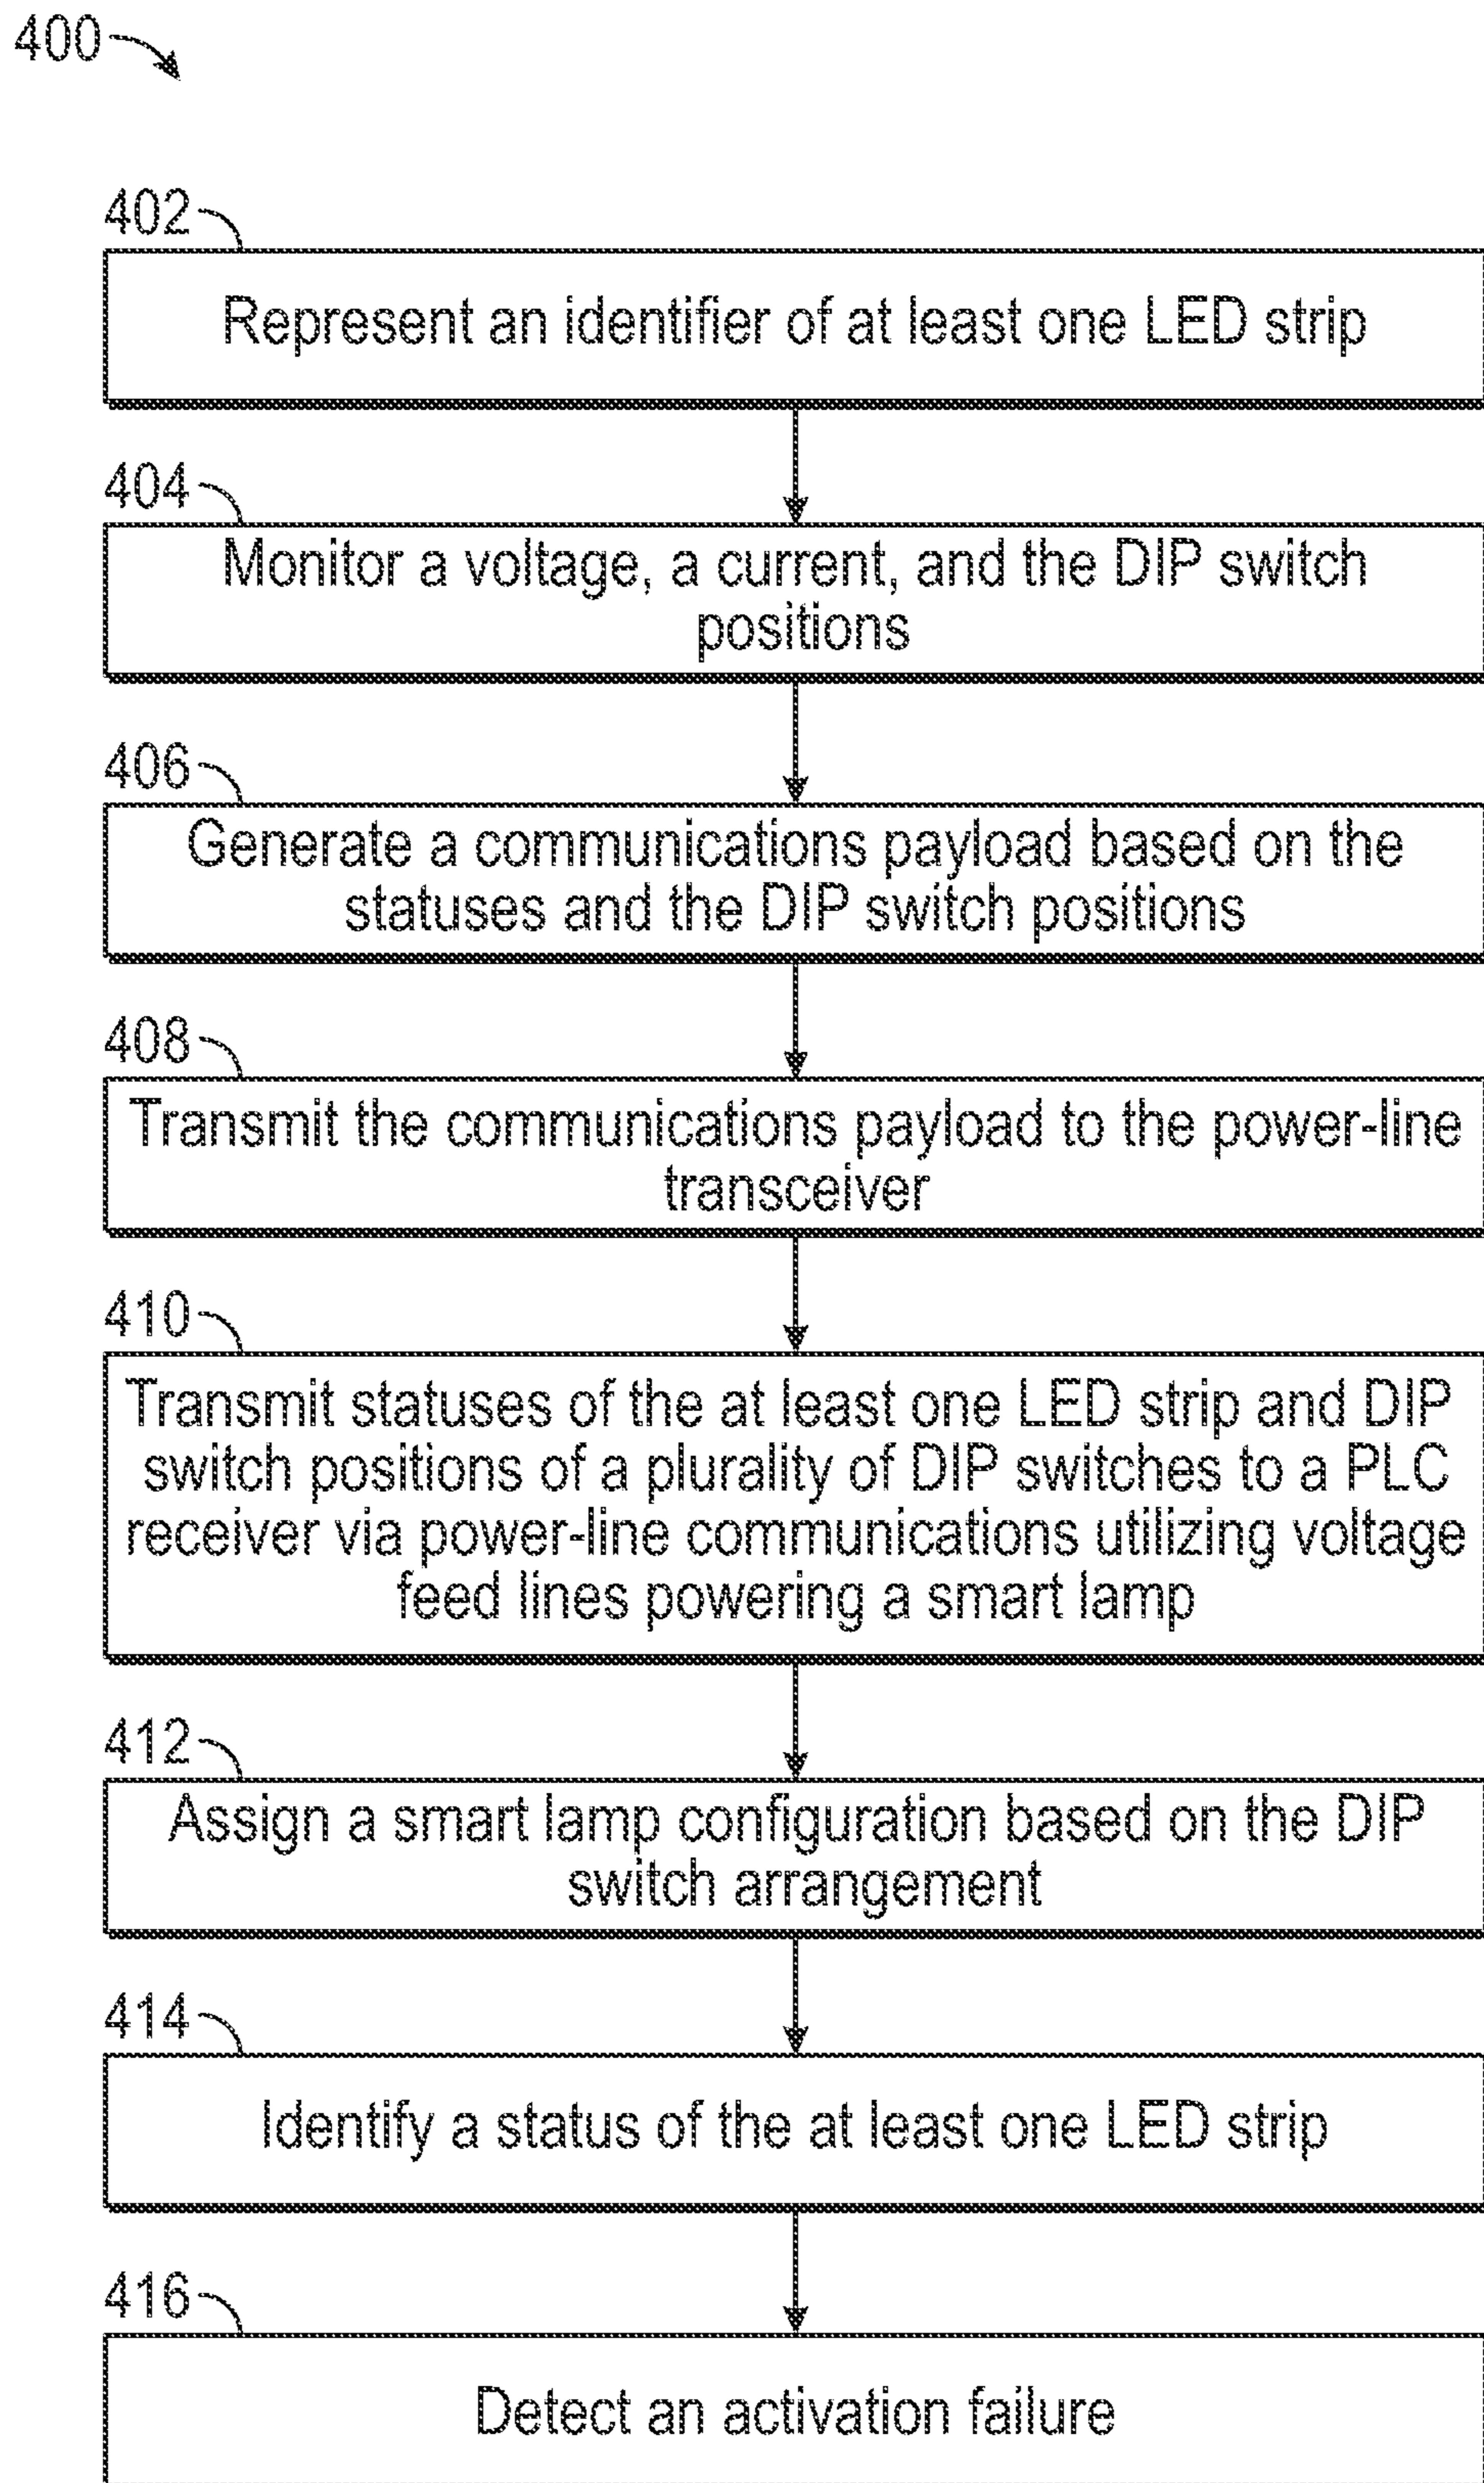 400
402
Represent an identifier of at least one LED strip
404
Monitor a voltage, a current, and the DIP switch
positions
406
Generate a communications payload based on the
statuses and the DIP switch positions
408
Transmit the communications payload to the power-line
transceiver
410
Transmit statuses of the at least one LED strip and DIP
switch positions of a plurality of DIP switches to a PLC
receiver via power-line communications utilizing voltage
feed lines powering a smart lamp
412
Assign a smart lamp configuration based on the DIP
switch arrangement
414
Identify a status of the at least one LED strip
416
Detect an activation failure